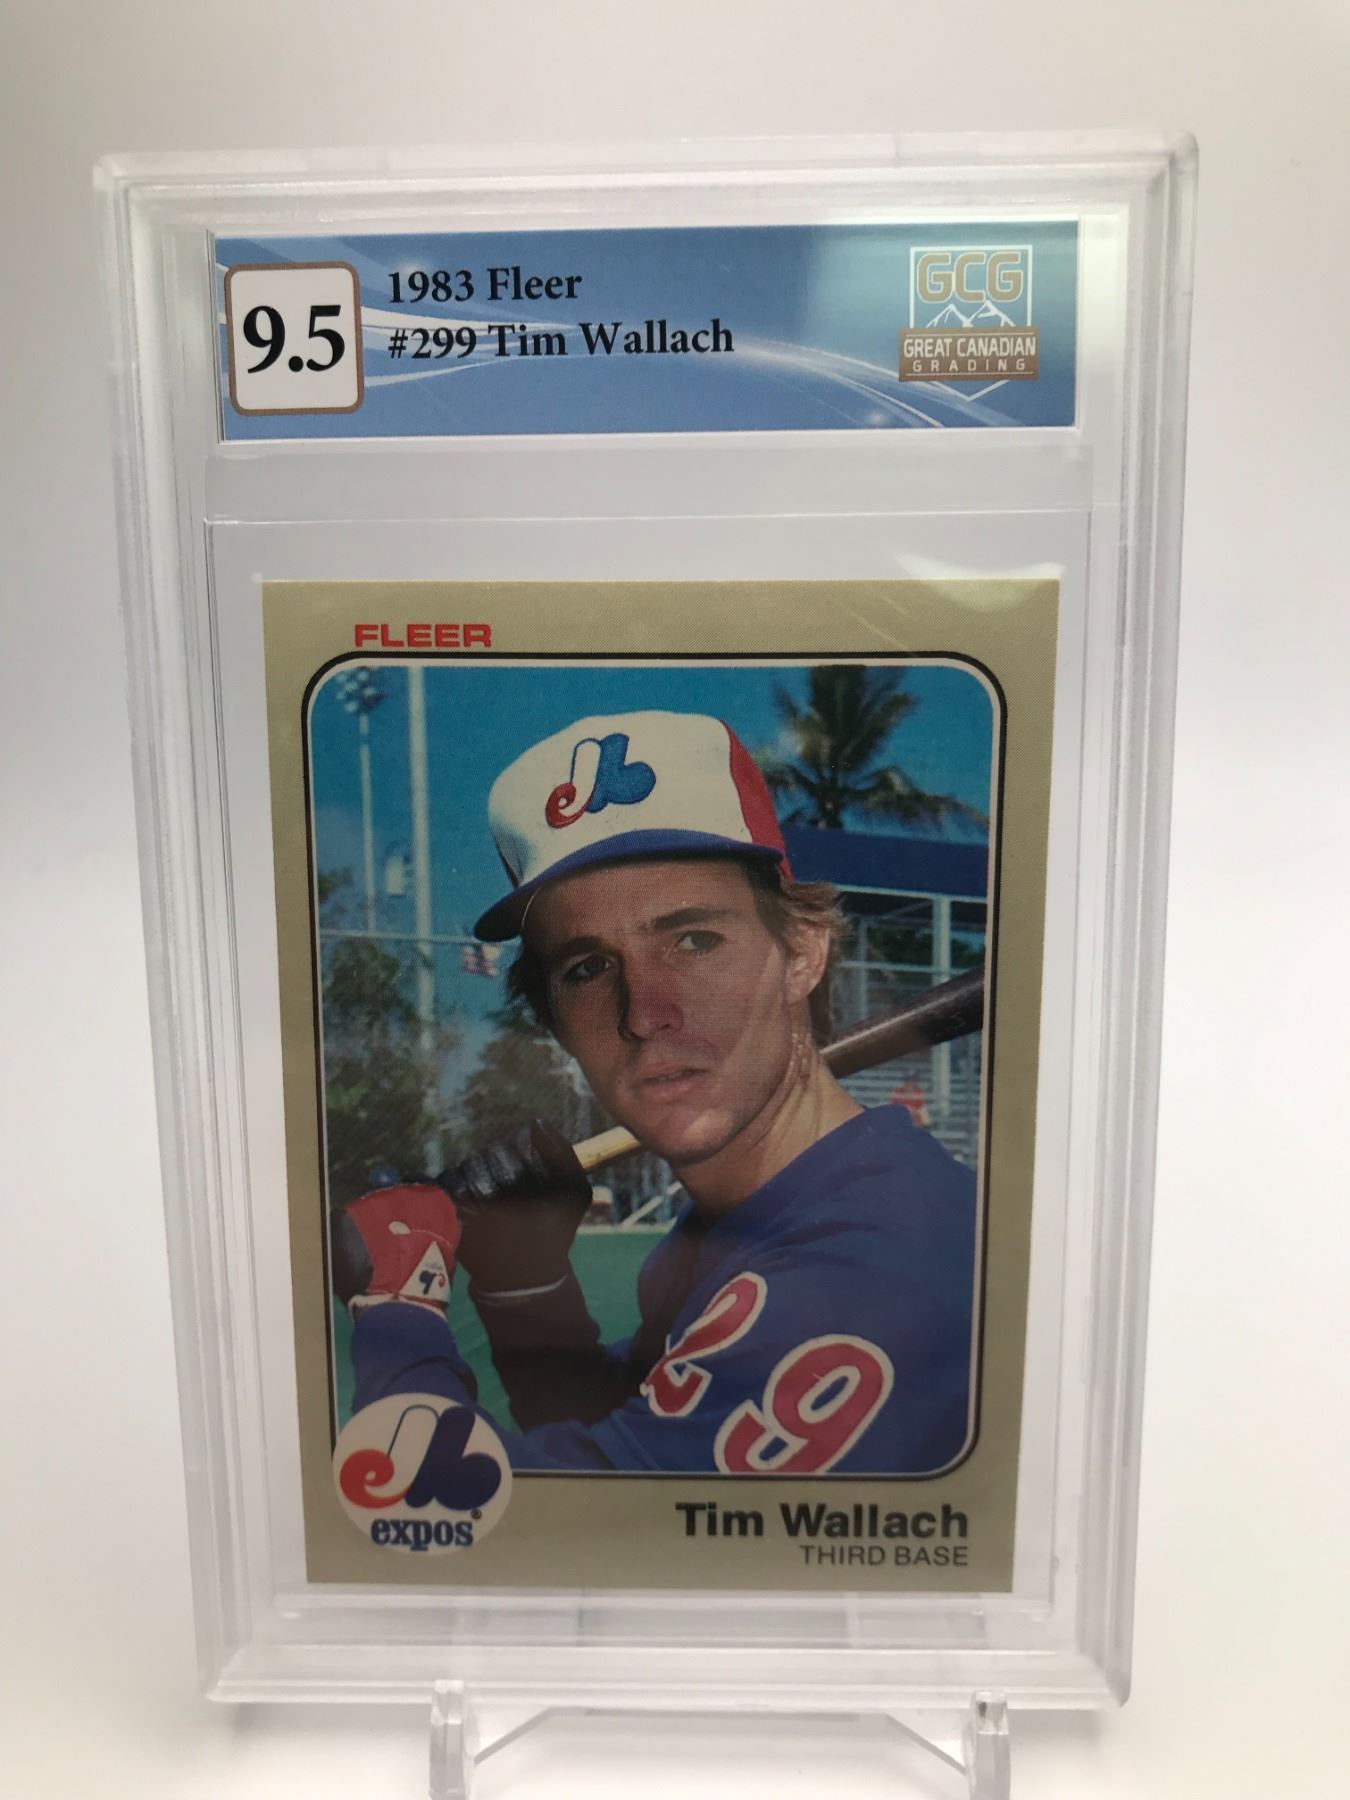 9.5
1983 Fleer
#299 Tim Wallach
GCG
GREAT CANADIAN
GRADING
FLEER
29
expos®
Tim Wallach
THIRD BASE